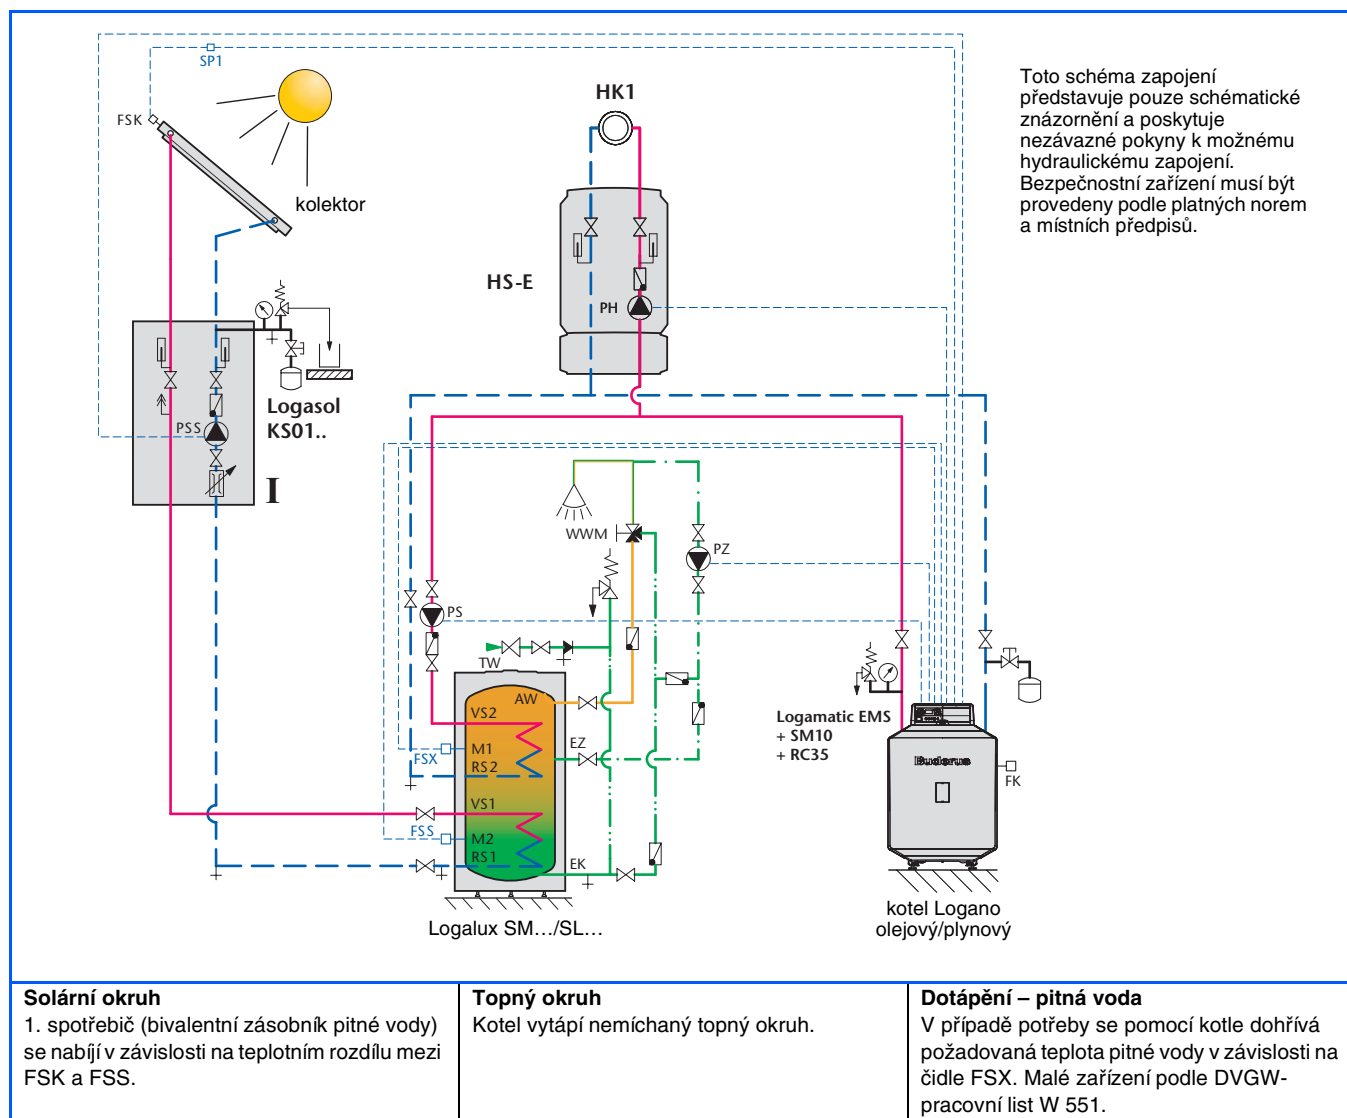 SP1
FSK
kolektor
HK1
HS-E
PH
Toto schéma zapojení
představuje pouze schématické
znázornění a poskytuje
nezávazné pokyny k možnému
hydraulickému zapojení.
Bezpečnostní zařízení musí být
provedeny podle platných norem
a místních předpisů.
Logasol
KS01..
PSS
I
WWM
PZ
PS
TW
AW
VS2
EZ
FSX
M1
RS2
VS1
FSS
M2
RS1
EK
Logalux SM…/SL…
Logamatic EMS
+ SM10
+ RC35
Buderus
FK
kotel Logano
olejový/plynový
Solární okruh
1. spotřebič (bivalentní zásobník pitné vody)
se nabíjí v závislosti na teplotním rozdílu mezi
FSK a FSS.
Topný okruh
Kotel vytápí nemíchaný topný okruh.
Dotápění – pitná voda
V případě potřeby se pomocí kotle dohřívá
požadovaná teplota pitné vody v závislosti na
čidle FSX. Malé zařízení podle DVGW-
pracovní list W 551.